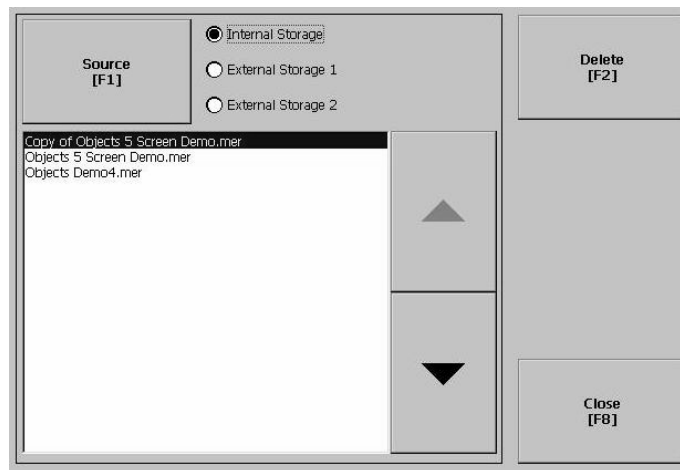 Source
[F1]
Internal Storage
External Storage 1
External Storage 2
Delete
[F2]
Copy of Objects 5 Screen Demo.mer
Objects 5 Screen Demo.mer
Objects Demo4.mer
Close
[F8]